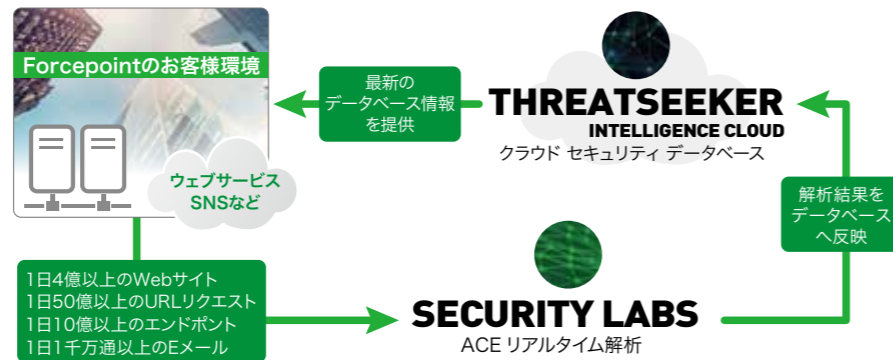 Forcepointのお客様環境
ウェブサービス
SNSなど
最新の
データベース情報
を提供
THREATSEEKER
INTELLIGENCE CLOUD
クラウド セキュリティ データベース
解析結果を
データベース
へ反映
1日4億以上のWebサイト
1日50億以上のURLリクエスト
1日10億以上のエンドポント
1日1千万通以上のEメール
SECURITY LABS
ACE リアルタイム解析